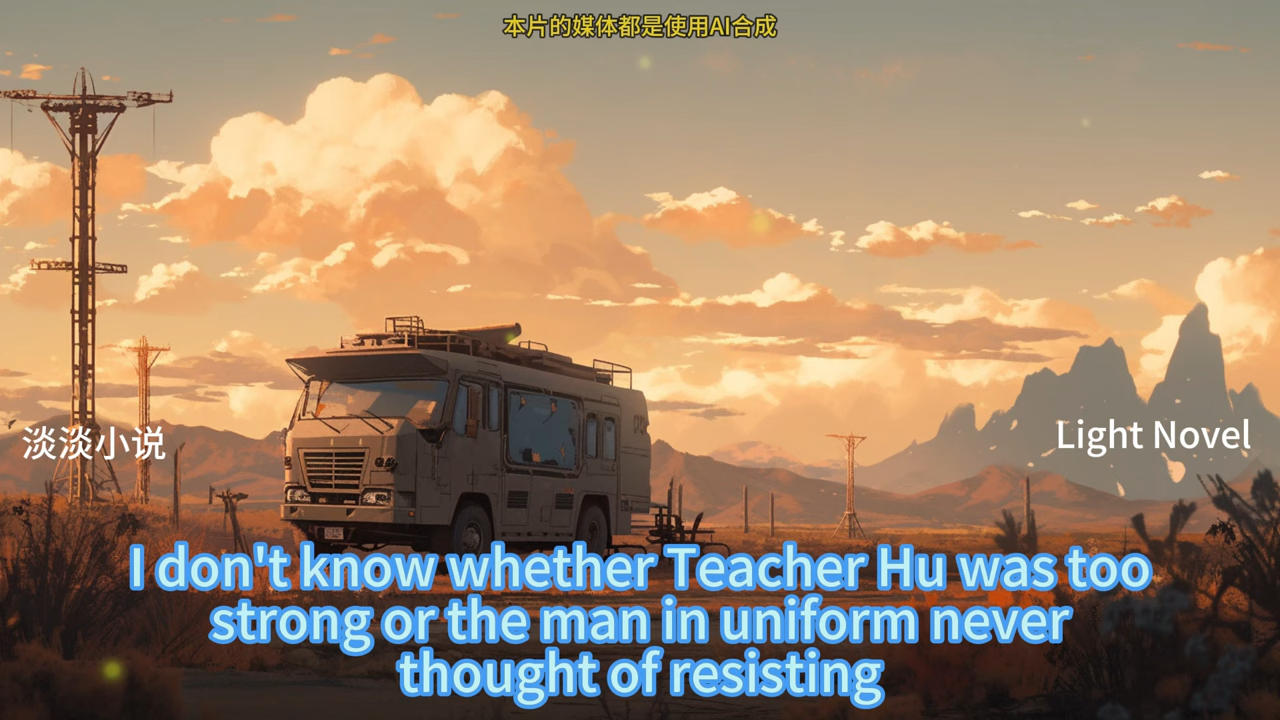 本片的媒体都是使用AI合成
淡淡小说
Light Novel
I don't know whether Teacher Hu was too
strong or the man in uniform never
thought of resisting